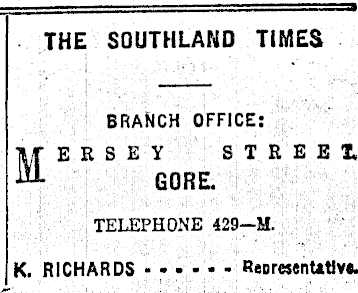 THE SOUTHLAND TIMES
BRANCH OFFICE:
MERSEY STREET,
GORE.
TELEPHONE 429—M.
K. RICHARDS - - - - - - Representative.